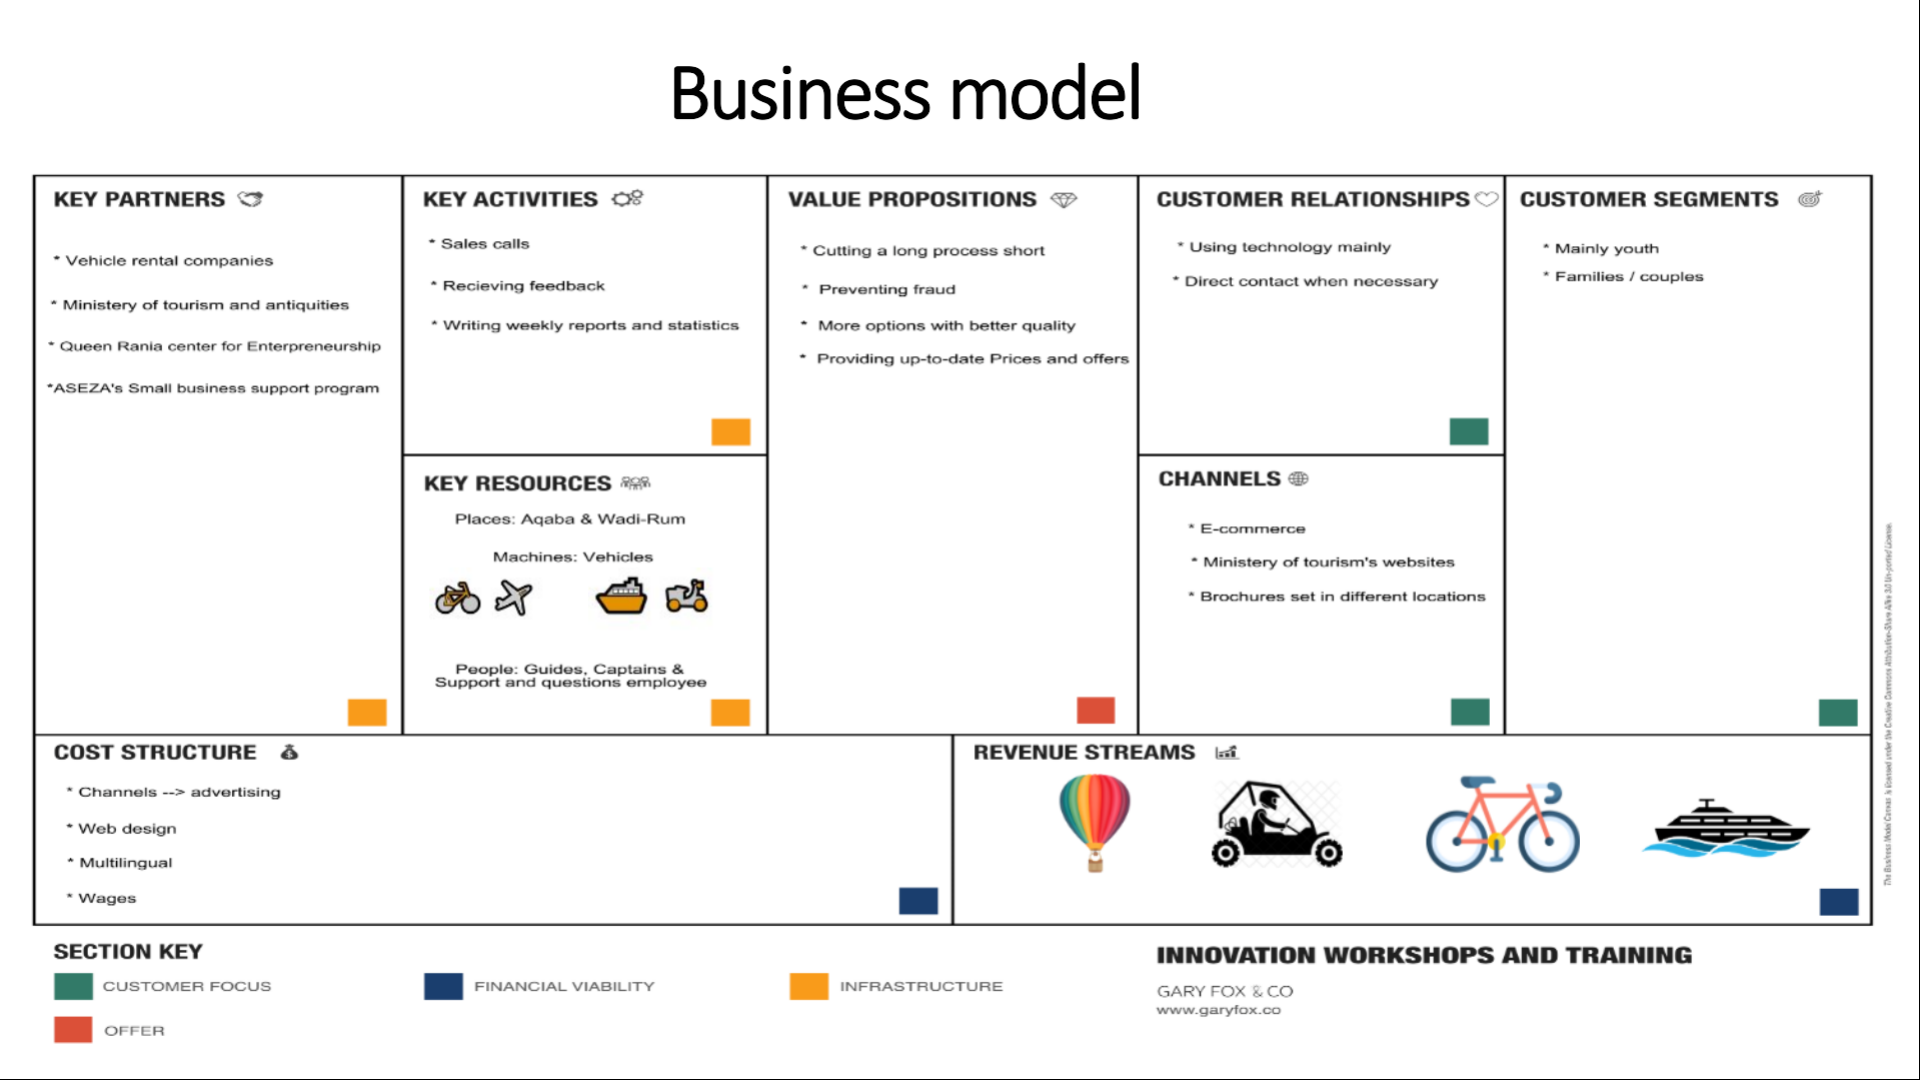 Business model
KEY PARTNERS
* Vehicle rental companies
* Ministery of tourism and antiquities
* Queen Rania center for Enterpreneurship
*ASEZA's Small business support program
KEY ACTIVITIES
* Sales calls
* Recieving feedback
* Writing weekly reports and statistics
KEY RESOURCES
Places: Aqaba & Wadi-Rum
Machines: Vehicles
People: Guides, Captains &
Support and questions employee
VALUE PROPOSITIONS
* Cutting a long process short
* Preventing fraud
* More options with better quality
* Providing up-to-date Prices and offers
CUSTOMER RELATIONSHIPS
* Using technology mainly
* Direct contact when necessary
CHANNELS
* E-commerce
* Ministery of tourism's websites
* Brochures set in different locations
CUSTOMER SEGMENTS
* Mainly youth
* Families / couples
COST STRUCTURE
* Channels --> advertising
* Web design
* Multilingual
* Wages
REVENUE STREAMS
SECTION KEY
CUSTOMER FOCUS
FINANCIAL VIABILITY
INFRASTRUCTURE
OFFER
INNOVATION WORKSHOPS AND TRAINING
GARY FOX & CO
www.garyfox.co
The Business Model Canvas is licensed under the Creative Commons Attribution-Share Alike 3.0 Un-ported License.